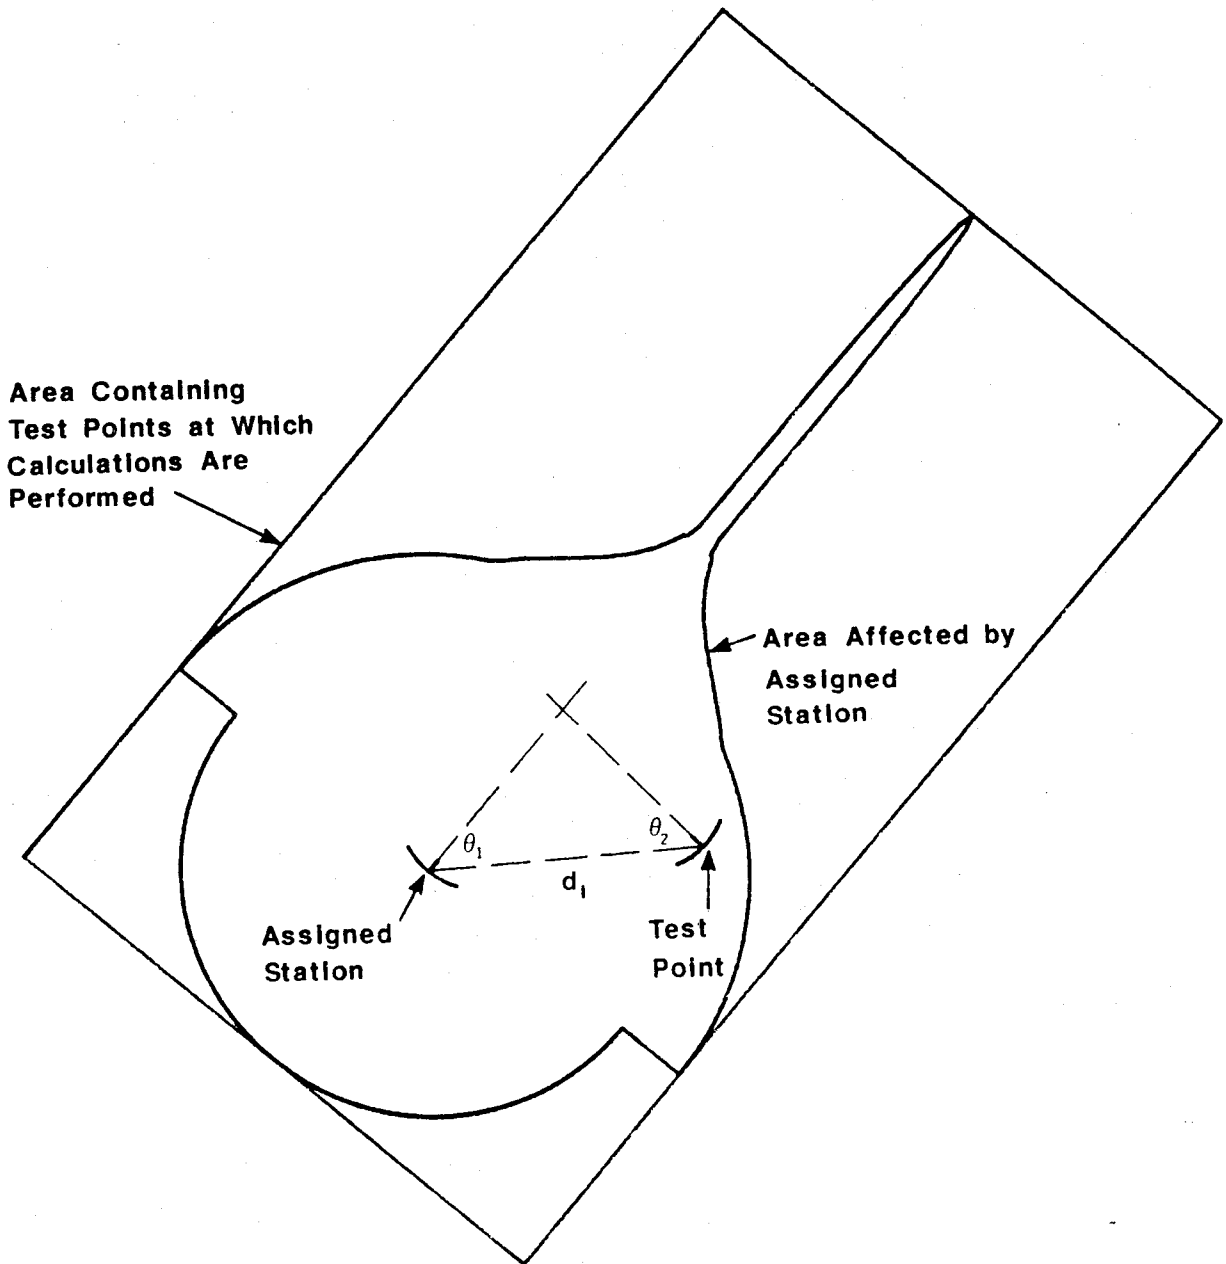 Area Containing
Test Points at Which
Calculations Are
Performed
Area Affected by
Assigned
Station
θ₁
θ₂
d₁
Assigned
Station
Test
Point